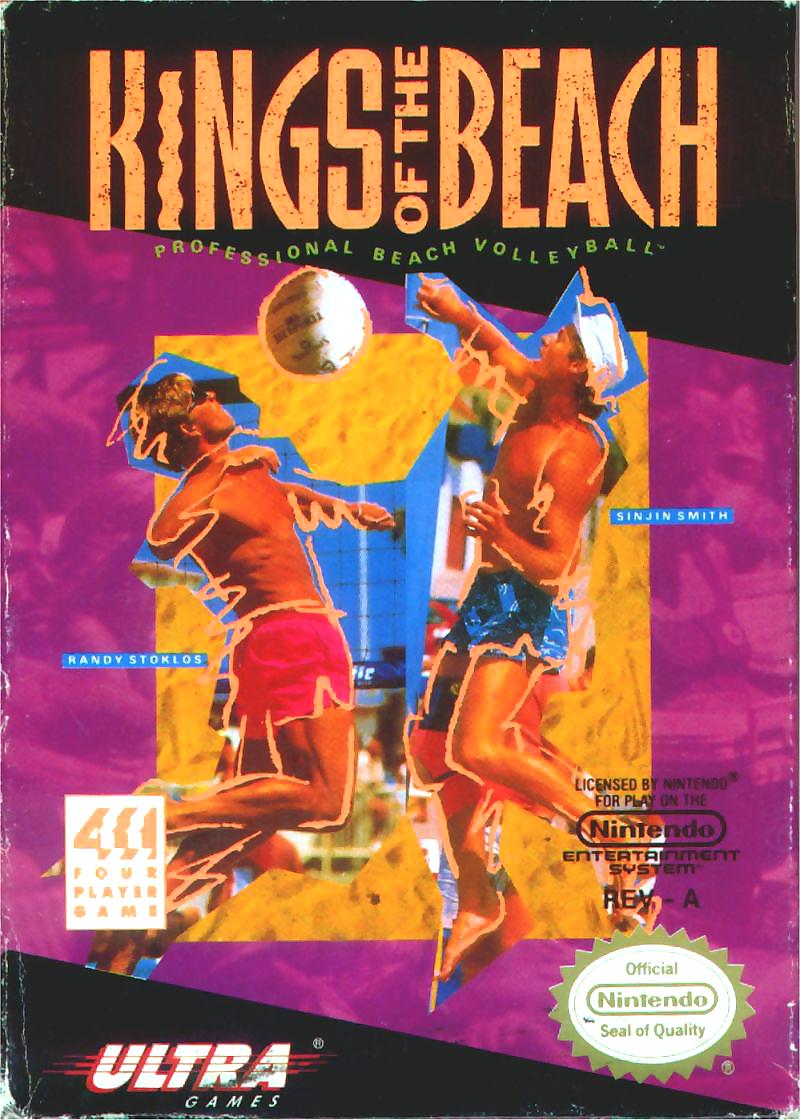 KINGS OF THE BEACH
PROFESSIONAL BEACH VOLLEYBALL™
SINJIN SMITH
RANDY STOKLOS
LICENSED BY NINTENDO®
FOR PLAY ON THE
Nintendo
ENTERTAINMENT
SYSTEM™
REV - A
4
FOUR
PLAYER
GAME
Official
Nintendo
Seal of Quality
®
ULTRA®
GAMES